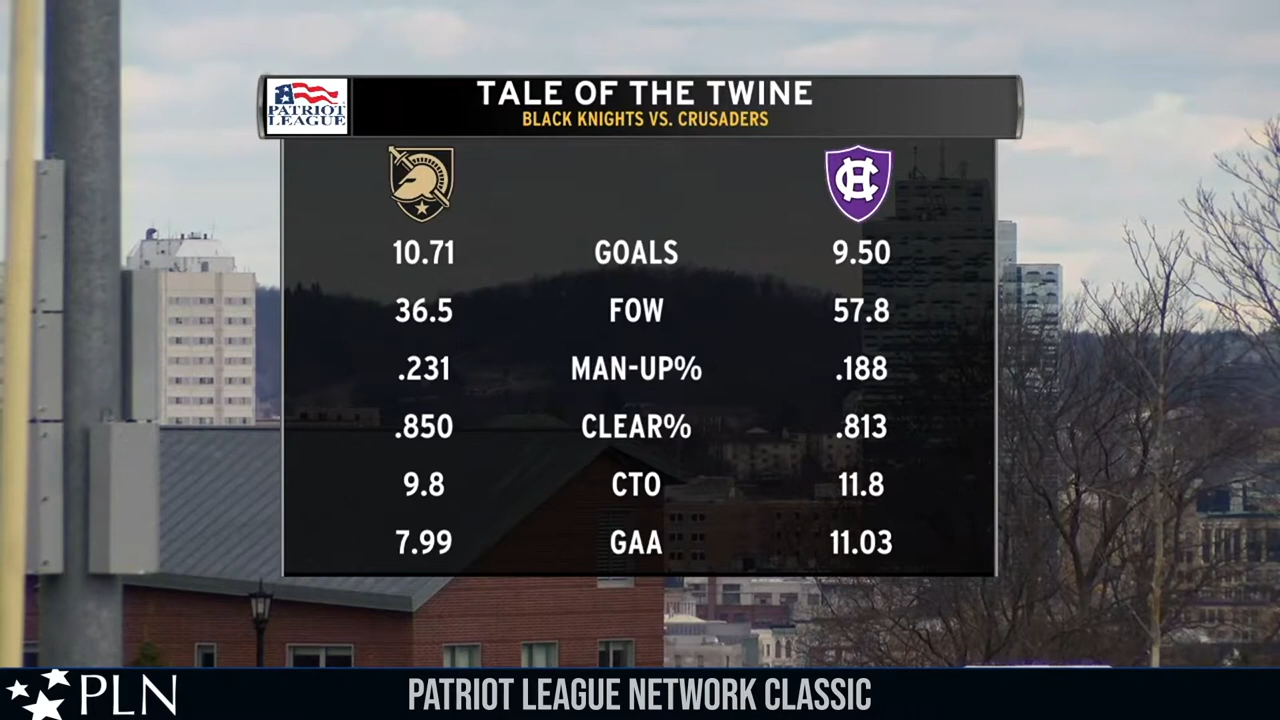 PATRIOT LEAGUE
TALE OF THE TWINE
BLACK KNIGHTS VS. CRUSADERS
HC
10.71 GOALS 9.50
36.5 FOW 57.8
.231 MAN-UP% .188
.850 CLEAR% .813
9.8 CTO 11.8
7.99 GAA 11.03
PLN PATRIOT LEAGUE NETWORK CLASSIC